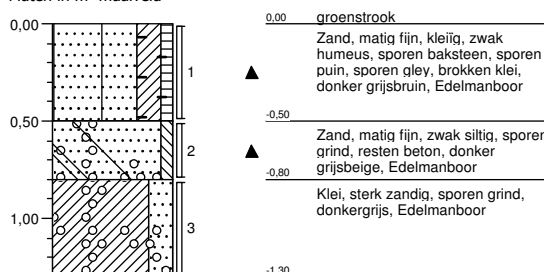 0,00
0,50
1,00
1
2
3
0,00 groenstrook
Zand, matig fijn, kleiïg, zwak
humeus, sporen baksteen, sporen
puin, sporen gley, brokken klei,
donker grijsbruin, Edelmanboor
-0,50
Zand, matig fijn, zwak siltig, sporen
grind, resten beton, donker
grijsbeige, Edelmanboor
-0,80
Klei, sterk zandig, sporen grind,
donkergrijs, Edelmanboor
-1,30